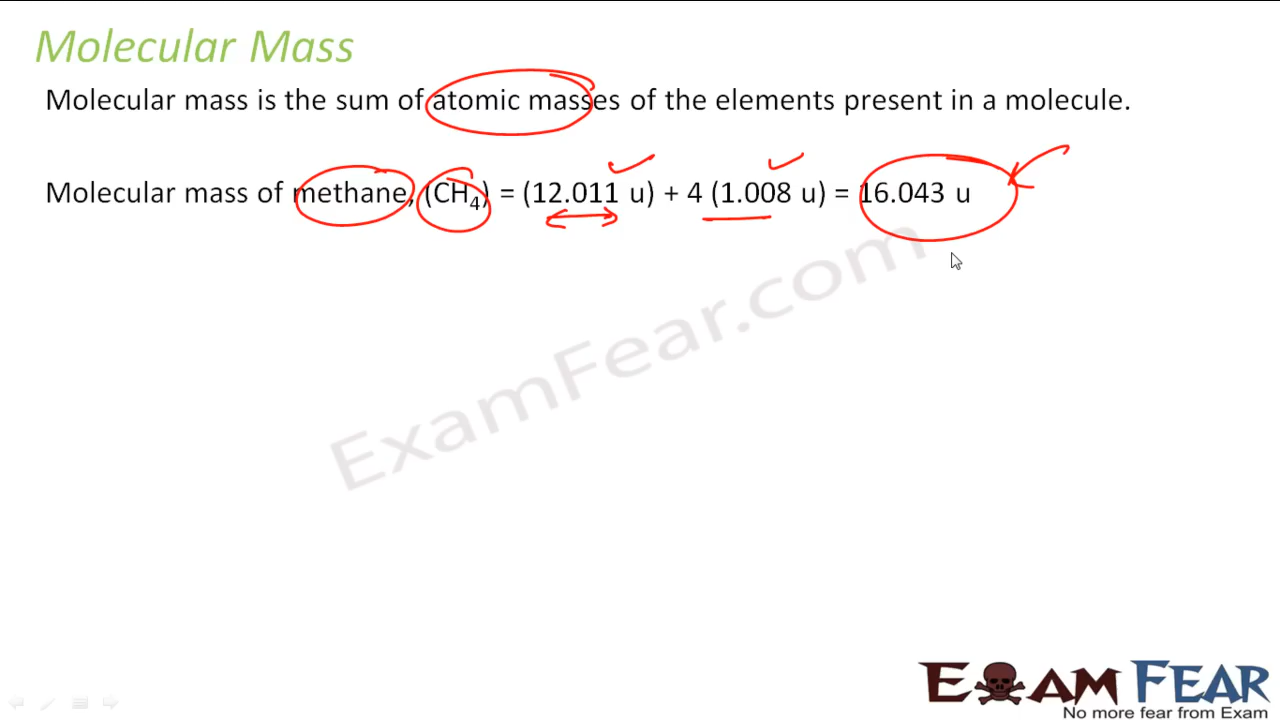 Molecular Mass
Molecular mass is the sum of atomic masses of the elements present in a molecule.
Molecular mass of methane, (CH₄) = (12.011 u) + 4 (1.008 u) = 16.043 u
ExamFear.com
EXAM FEAR
No more fear from Exam